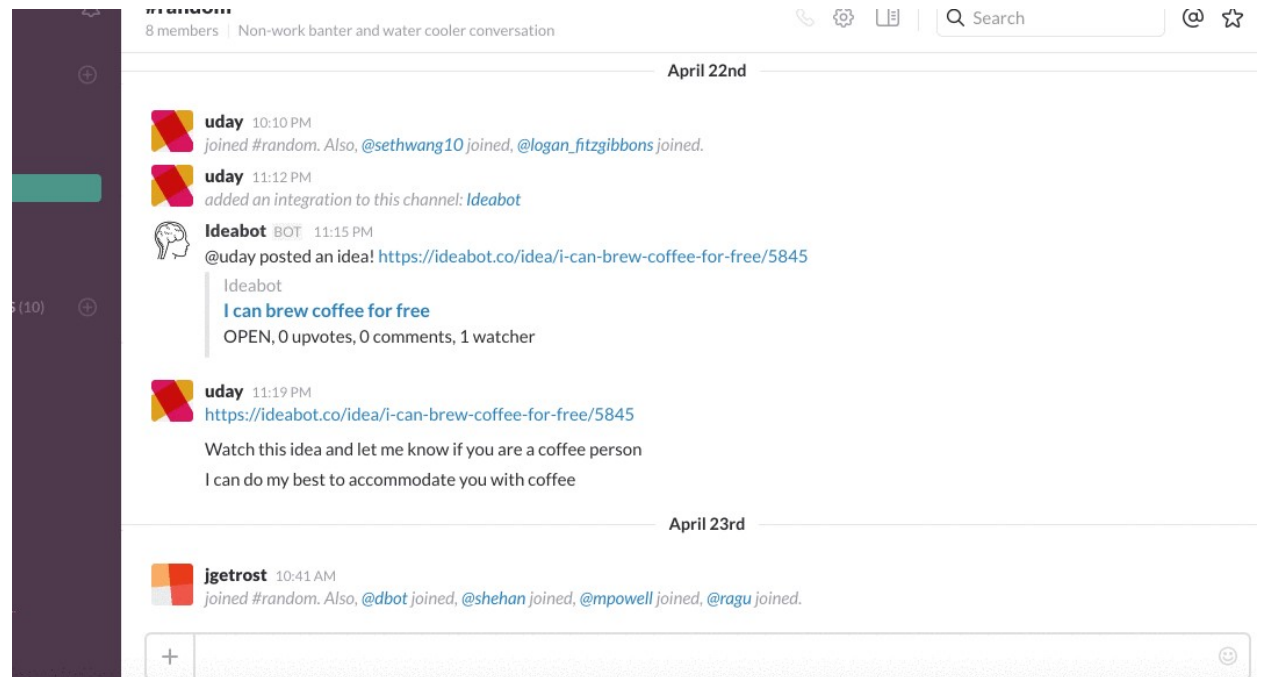 #random
8 members | Non-work banter and water cooler conversation
Search
April 22nd
uday 10:10 PM
joined #random. Also, @sethwang10 joined, @logan_fitzgibbons joined.
uday 11:12 PM
added an integration to this channel: Ideabot
Ideabot BOT 11:15 PM
@uday posted an idea! https://ideabot.co/idea/i-can-brew-coffee-for-free/5845
Ideabot
I can brew coffee for free
OPEN, 0 upvotes, 0 comments, 1 watcher
(10)
uday 11:19 PM
https://ideabot.co/idea/i-can-brew-coffee-for-free/5845
Watch this idea and let me know if you are a coffee person
I can do my best to accommodate you with coffee
April 23rd
jgetrost 10:41 AM
joined #random. Also, @dbot joined, @shehan joined, @mpowell joined, @ragu joined.